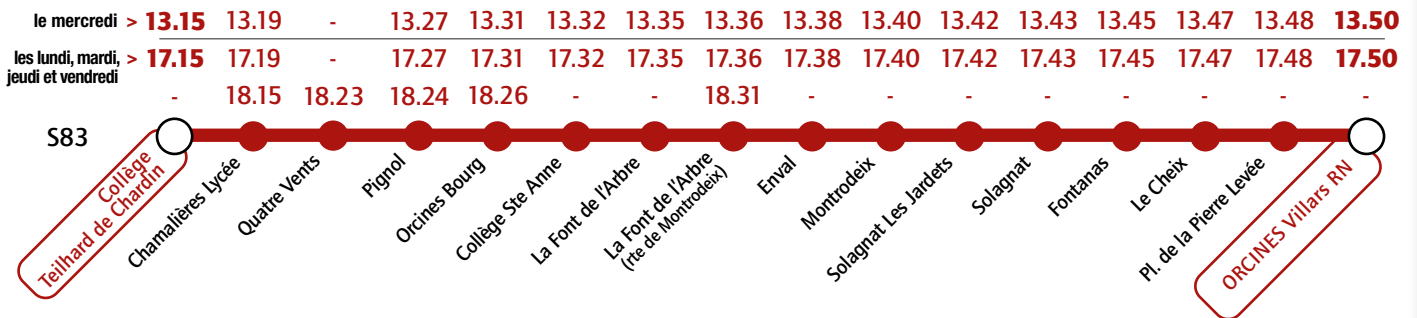 le mercredi > 13.15 13.19 - 13.27 13.31 13.32 13.35 13.36 13.38 13.40 13.42 13.43 13.45 13.47 13.48 13.50
les lundi, mardi, > 17.15 17.19 - 17.27 17.31 17.32 17.35 17.36 17.38 17.40 17.42 17.43 17.45 17.47 17.48 17.50
jeudi et vendredi
- 18.15 18.23 18.24 18.26 - - 18.31 - - - - - - - -
S83
Collège
Teilhard de Chardin
Chamalières Lycée
Quatre Vents
Pignol
Orcines Bourg
Collège Ste Anne
La Font de l'Arbre
La Font de l'Arbre
(rte de Montrodeix)
Enval
Montrodeix
Solagnat Les Jardets
Solagnat
Fontanas
Le Cheix
Pl. de la Pierre Levée
ORCINES Villars RN